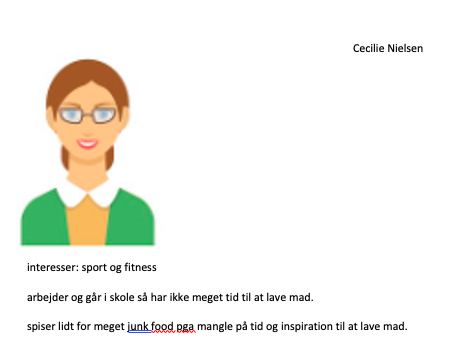 Cecilie Nielsen
interesser: sport og fitness
arbejder og går i skole så har ikke meget tid til at lave mad.
spiser lidt for meget junk food pga mangle på tid og inspiration til at lave mad.